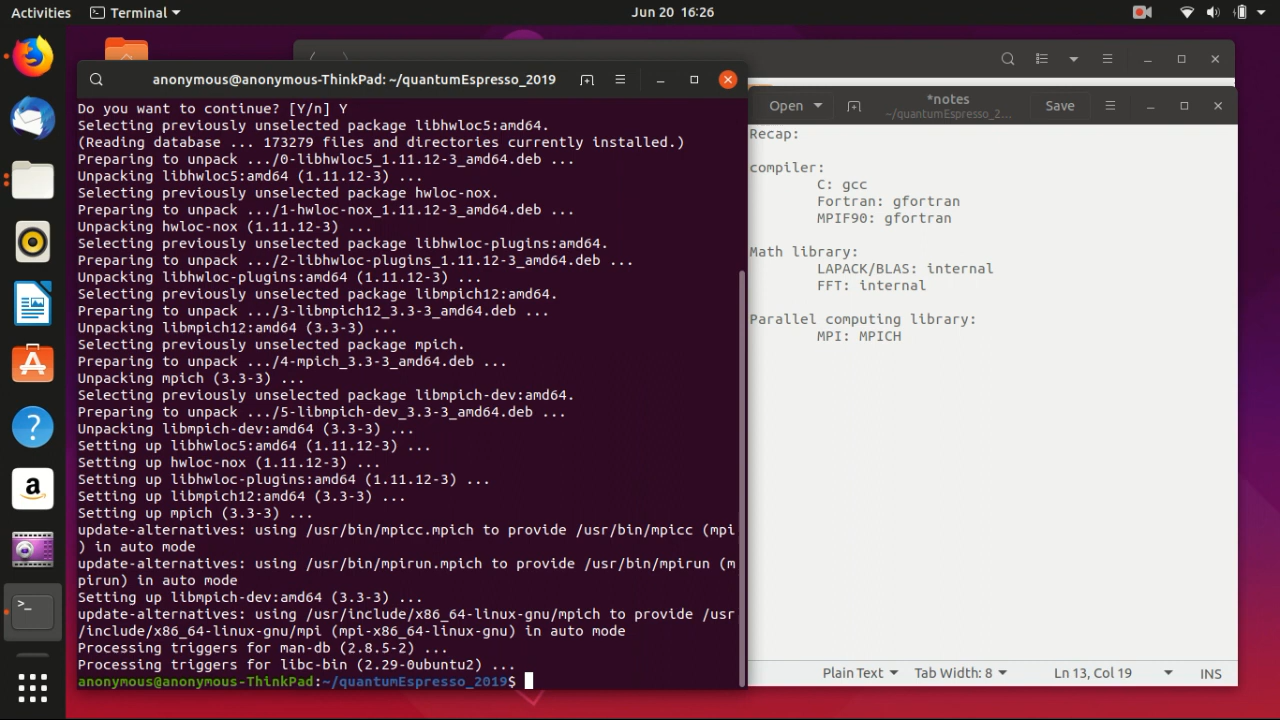 Activities
Terminal
Jun 20 16:26
anonymous@anonymous-ThinkPad: ~/quantumEspresso_2019
Do you want to continue? [Y/n] Y
Selecting previously unselected package libhwloc5:amd64.
(Reading database ... 173279 files and directories currently installed.)
Preparing to unpack .../0-libhwloc5_1.11.12-3_amd64.deb ...
Unpacking libhwloc5:amd64 (1.11.12-3) ...
Selecting previously unselected package hwloc-nox.
Preparing to unpack .../1-hwloc-nox_1.11.12-3_amd64.deb ...
Unpacking hwloc-nox (1.11.12-3) ...
Selecting previously unselected package libhwloc-plugins:amd64.
Preparing to unpack .../2-libhwloc-plugins_1.11.12-3_amd64.deb ...
Unpacking libhwloc-plugins:amd64 (1.11.12-3) ...
Selecting previously unselected package libmpich12:amd64.
Preparing to unpack .../3-libmpich12_3.3-3_amd64.deb ...
Unpacking libmpich12:amd64 (3.3-3) ...
Selecting previously unselected package mpich.
Preparing to unpack .../4-mpich_3.3-3_amd64.deb ...
Unpacking mpich (3.3-3) ...
Selecting previously unselected package libmpich-dev:amd64.
Preparing to unpack .../5-libmpich-dev_3.3-3_amd64.deb ...
Unpacking libmpich-dev:amd64 (3.3-3) ...
Setting up libhwloc5:amd64 (1.11.12-3) ...
Setting up hwloc-nox (1.11.12-3) ...
Setting up libhwloc-plugins:amd64 (1.11.12-3) ...
Setting up libmpich12:amd64 (3.3-3) ...
Setting up mpich (3.3-3) ...
update-alternatives: using /usr/bin/mpicc.mpich to provide /usr/bin/mpicc (mpi
) in auto mode
update-alternatives: using /usr/bin/mpirun.mpich to provide /usr/bin/mpirun (m
pirun) in auto mode
Setting up libmpich-dev:amd64 (3.3-3) ...
update-alternatives: using /usr/include/x86_64-linux-gnu/mpich to provide /usr
/include/x86_64-linux-gnu/mpi (mpi-x86_64-linux-gnu) in auto mode
Processing triggers for man-db (2.8.5-2) ...
Processing triggers for libc-bin (2.29-0ubuntu2) ...
anonymous@anonymous-ThinkPad:~/quantumEspresso_2019$
Open
*notes
~/quantumEspresso_2...
Save
Recap:
compiler:
C: gcc
Fortran: gfortran
MPIF90: gfortran
Math library:
LAPACK/BLAS: internal
FFT: internal
Parallel computing library:
MPI: MPICH
Plain Text
Tab Width: 8
Ln 13, Col 19
INS